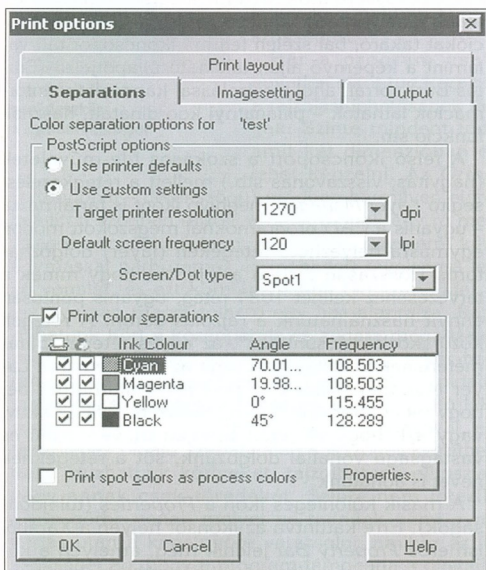 Print options
Print layout
Separations Imagesetting Output
Color separation options for 'test'
PostScript options
Use printer defaults
Use custom settings
Target printer resolution 1270 dpi
Default screen frequency 120 lpi
Screen/Dot type Spot1
Print color separations
Ink Colour Angle Frequency
Cyan 70.01... 108.503
Magenta 19.98... 108.503
Yellow 0° 115.455
Black 45° 128.289
Print spot colors as process colors Properties...
OK Cancel Help